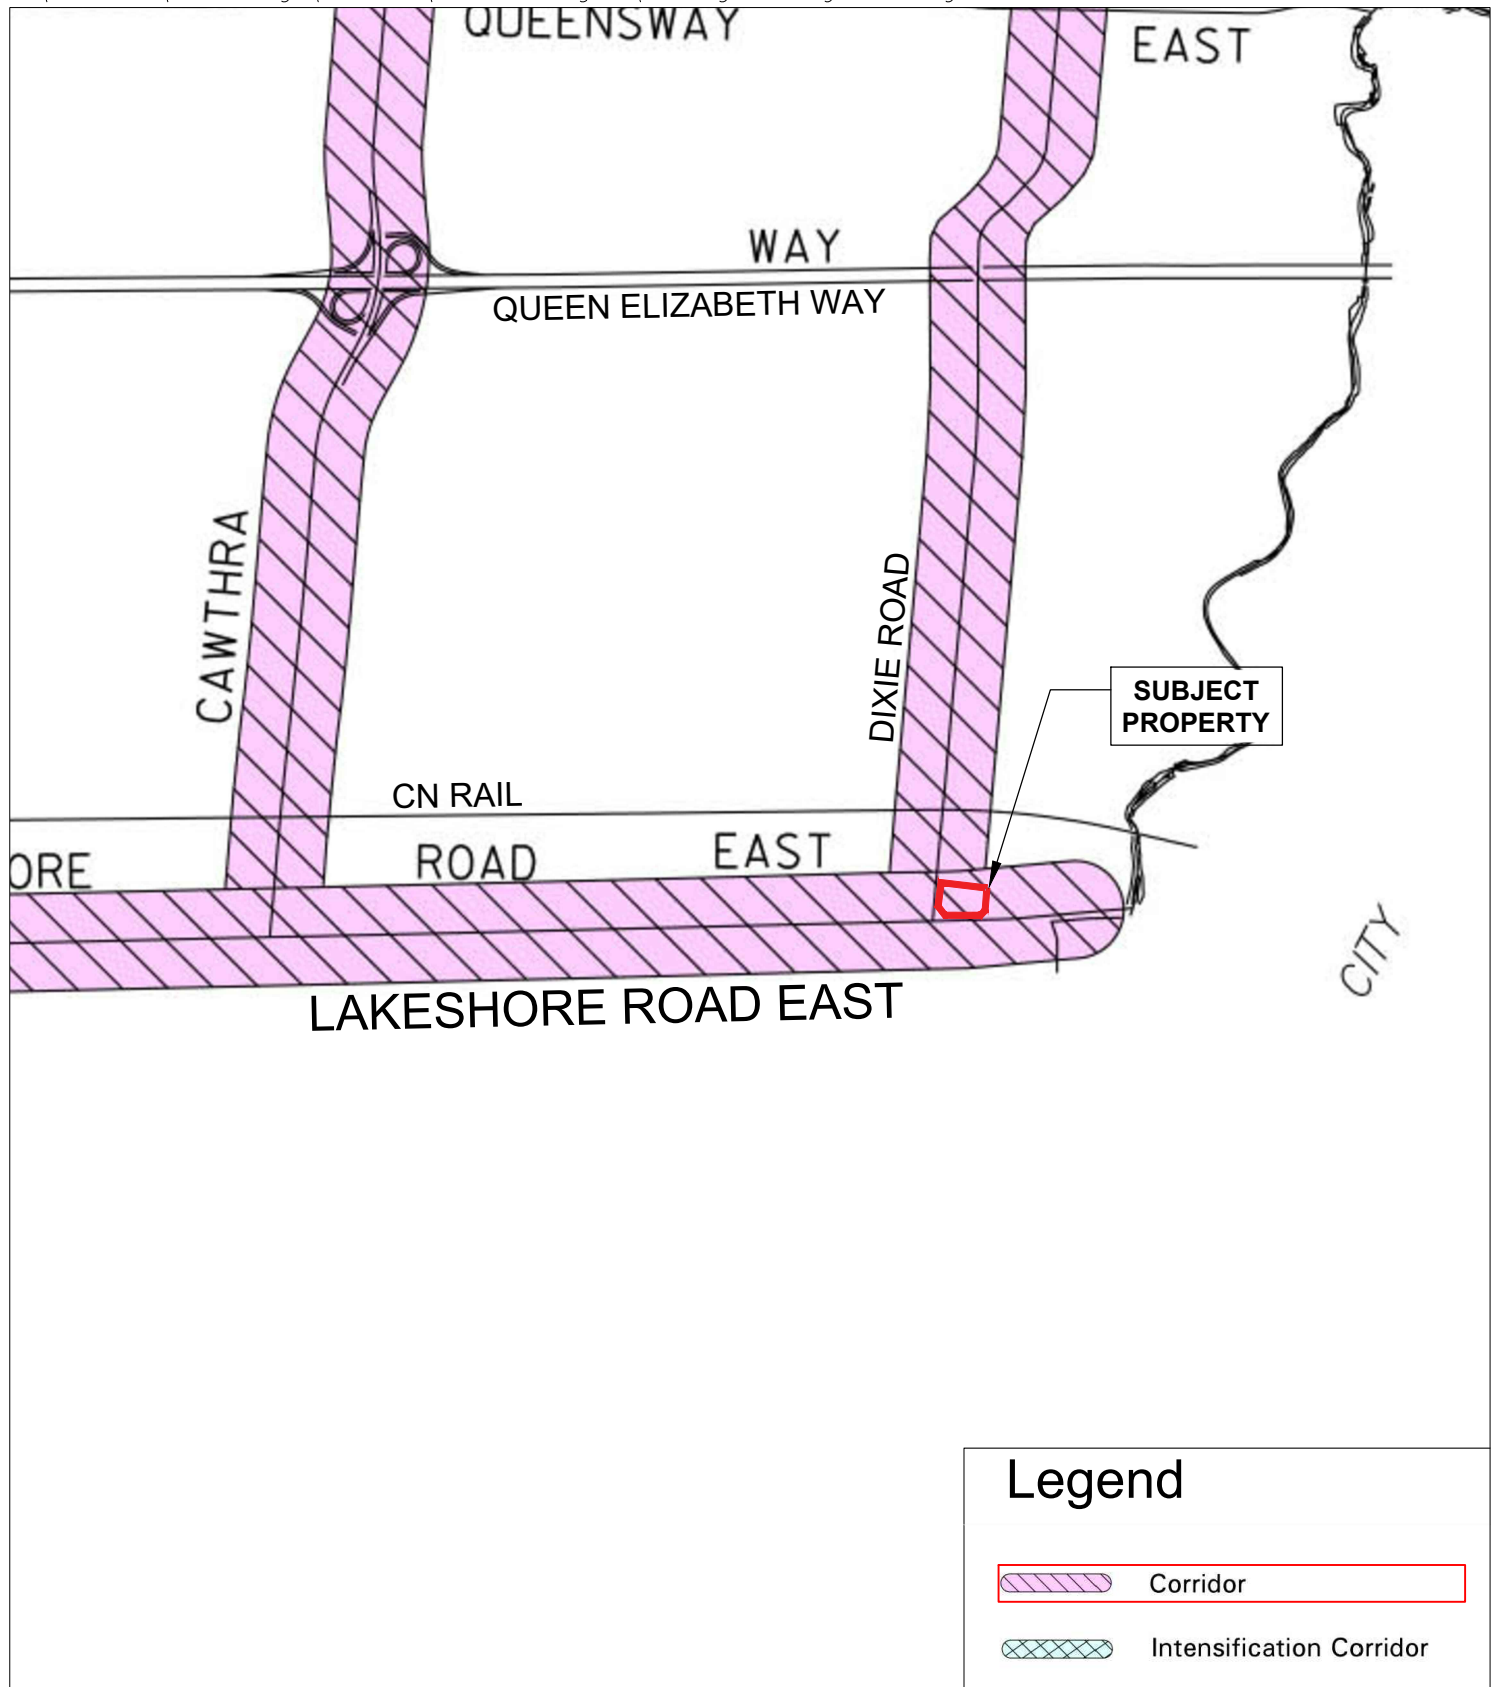 QUEENSWAY
EAST
WAY
QUEEN ELIZABETH WAY
CAWTHRA
DIXIE ROAD
SUBJECT
PROPERTY
CN RAIL
ORE ROAD EAST
CITY
LAKESHORE ROAD EAST
Legend
Corridor
Intensification Corridor